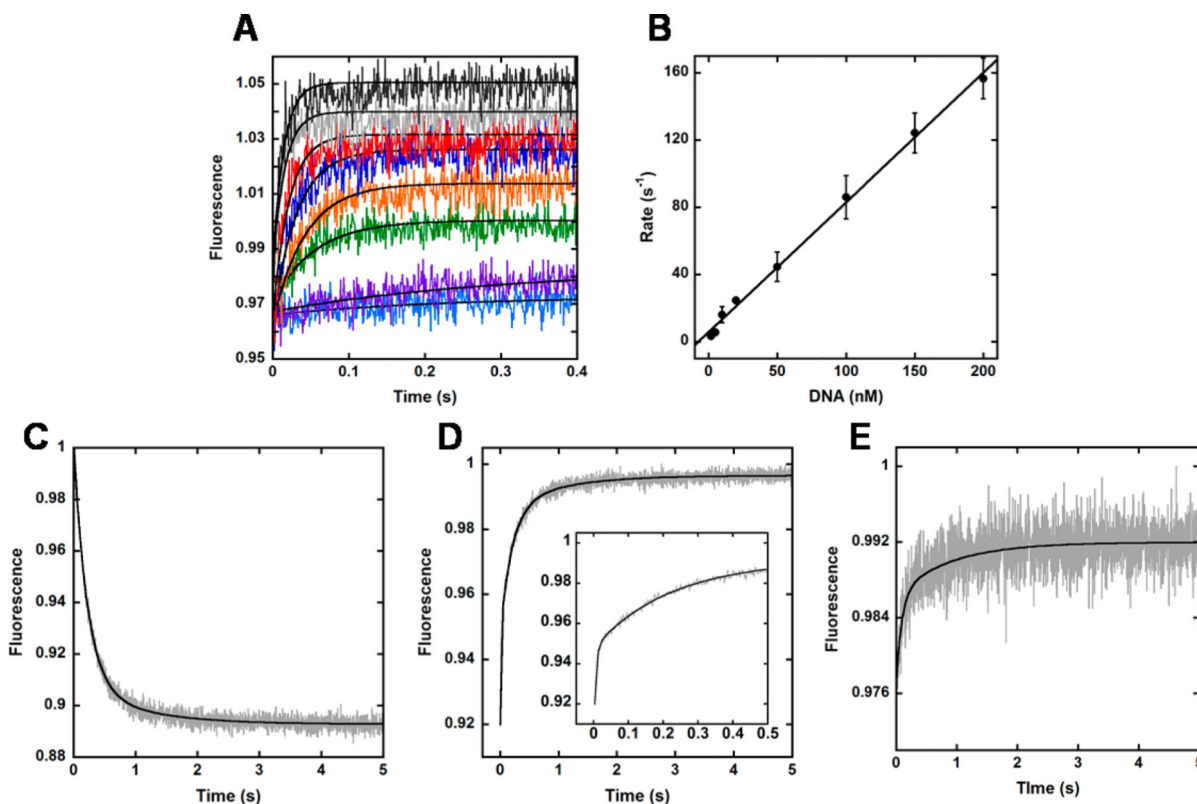 A
Fluorescence
1.05
1.03
1.01
0.99
0.97
0.95
0 0.1 0.2 0.3 0.4
Time (s)
B
Rate (s⁻¹)
160
120
80
40
0
0 50 100 150 200
DNA (nM)
C
Fluorescence
1
0.98
0.96
0.94
0.92
0.9
0.88
0 1 2 3 4 5
Time (s)
D
Fluorescence
1
0.98
0.96
0.94
0.92
0 1 2 3 4 5
Time (s)
1
0.98
0.96
0.94
0.92
0 0.1 0.2 0.3 0.4 0.5
E
Fluorescence
1
0.992
0.984
0.976
0 1 2 3 4 5
TIme (s)